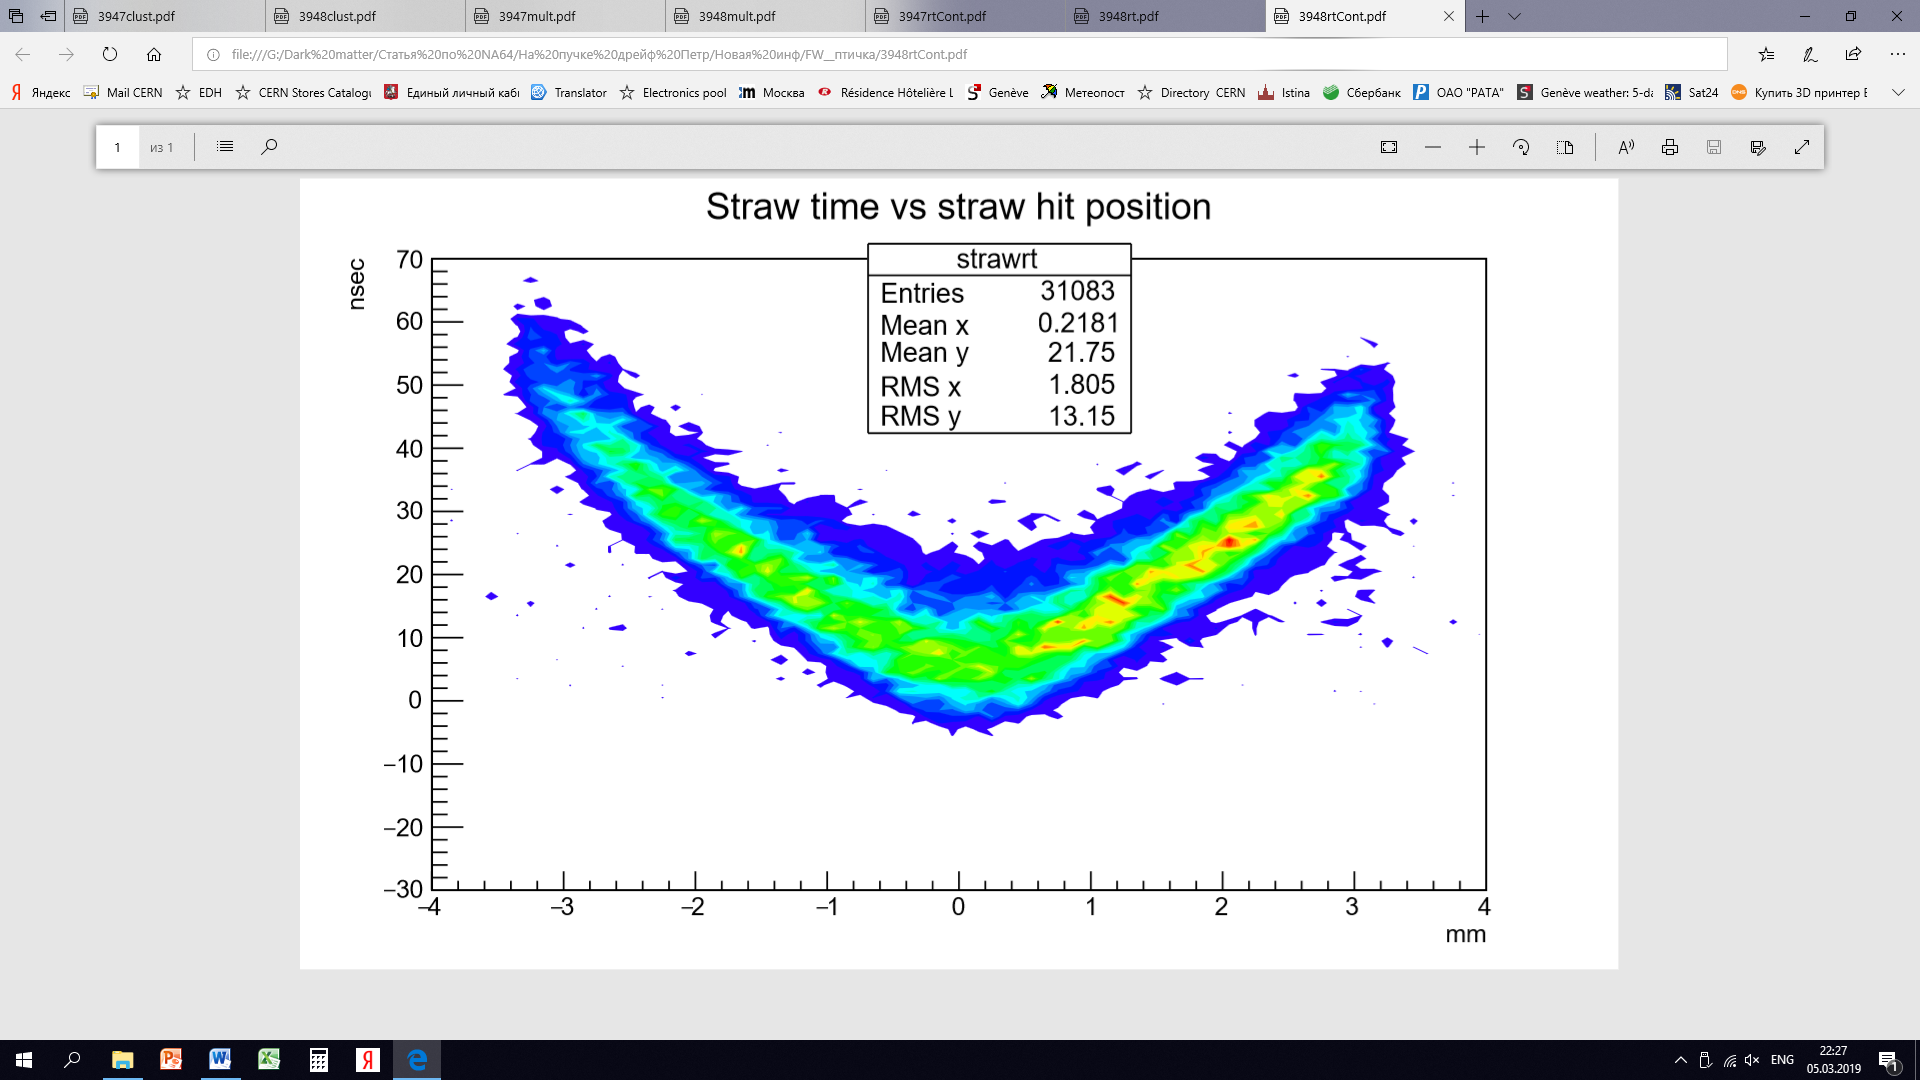 3947clust.pdf 3948clust.pdf 3947mult.pdf 3948mult.pdf 3947rtCont.pdf 3948rt.pdf 3948rtCont.pdf
file:///G:/Dark%20matter/Статья%20по%20NA64/На%20пучке%20дрейф%20Петр/Новая%20инф/FW__птичка/3948rtCont.pdf
Яндекс Mail CERN EDH CERN Stores Catalogu Единый личный каби Translator Electronics pool Москва Résidence Hôtelière L Genève Метеопост Directory CERN Istina Сбербанк ОАО "РАТА" Genève weather: 5-da Sat24 Купить 3D принтер Б
1 из 1
Straw time vs straw hit position
nsec
strawrt
Entries 31083
Mean x 0.2181
Mean y 21.75
RMS x 1.805
RMS y 13.15
70
60
50
40
30
20
10
0
−10
−20
−30
−4 −3 −2 −1 0 1 2 3 4
mm
ENG 22:27
05.03.2019 1